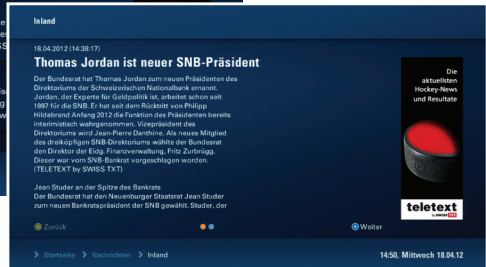 Inland
18.04.2012 (14:38:17)
Thomas Jordan ist neuer SNB-Präsident
Der Bundesrat hat Thomas Jordan zum neuen Präsidenten des
Direktoriums der Schweizerischen Nationalbank ernannt.
Jordan, der Experte für Geldpolitik ist, arbeitet schon seit
1997 für die SNB. Er hat seit dem Rücktritt von Philipp
Hildebrand Anfang 2012 die Funktion des Präsidenten bereits
interimistisch wahrgenommen. Vizepräsident des
Direktoriums wird Jean-Pierre Danthine. Als neues Mitglied
des dreiköpfigen SNB-Direktoriums wählte der Bundesrat
den Direktor der Eidg. Finanzverwaltung, Fritz Zurbrügg.
Dieser war vom SNB-Bankrat vorgeschlagen worden.
(TELETEXT by SWISS TXT)
Jean Studer an der Spitze des Bankrats
Der Bundesrat hat den Neuenburger Staatsrat Jean Studer
zum neuen Bankratspräsident der SNB gewählt. Studer, der
Die
aktuellsten
Hockey-News
und Resultate
teletext
Zurück
Weiter
> Startseite > Nachrichten > Inland
14:50, Mittwoch 18.04.12